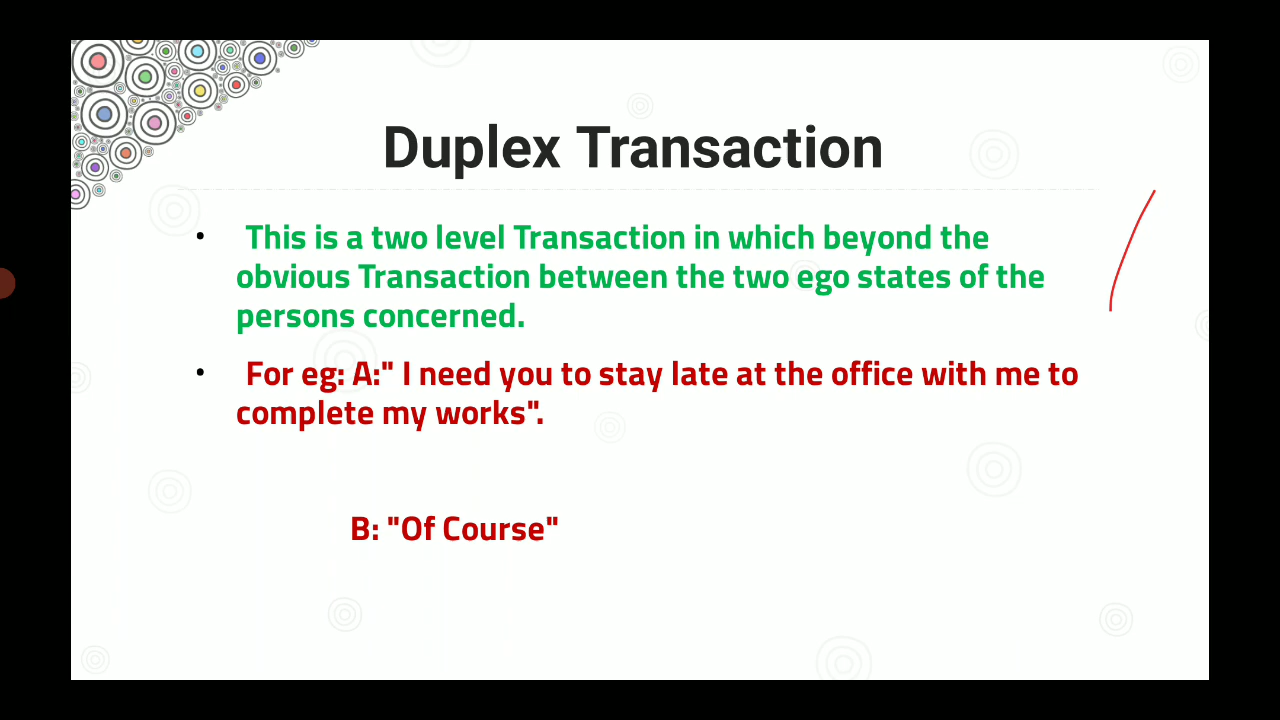 Duplex Transaction
• This is a two level Transaction in which beyond the
obvious Transaction between the two ego states of the
persons concerned.
• For eg: A:" I need you to stay late at the office with me to
complete my works".
B: "Of Course"